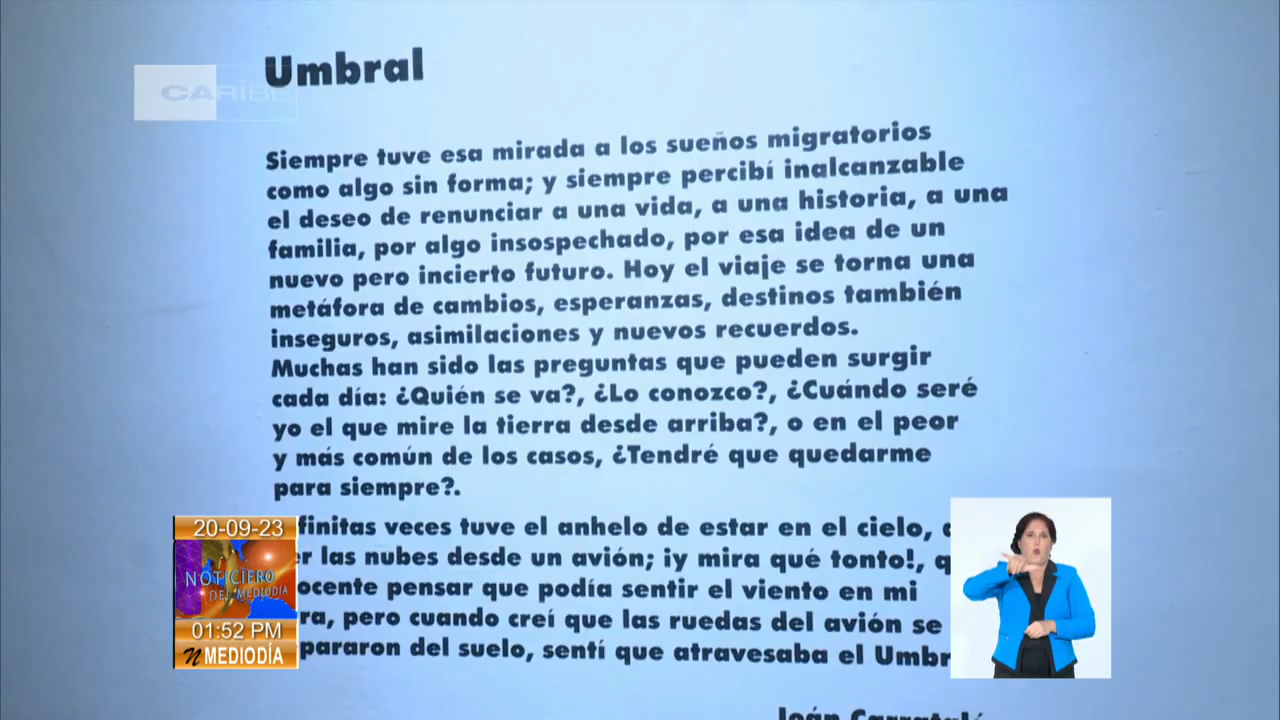 Umbral
CARIBE
Siempre tuve esa mirada a los sueños migratorios
como algo sin forma; y siempre percibí inalcanzable
el deseo de renunciar a una vida, a una historia, a una
familia, por algo insospechado, por esa idea de un
nuevo pero incierto futuro. Hoy el viaje se torna una
metáfora de cambios, esperanzas, destinos también
inseguros, asimilaciones y nuevos recuerdos.
Muchas han sido las preguntas que pueden surgir
cada día: ¿Quién se va?, ¿Lo conozco?, ¿Cuándo seré
yo el que mire la tierra desde arriba?, o en el peor
y más común de los casos, ¿Tendré que quedarme
para siempre?.
finitas veces tuve el anhelo de estar en el cielo,
er las nubes desde un avión; ¡y mira qué tonto!, q
ocente pensar que podía sentir el viento en mi
ra, pero cuando creí que las ruedas del avión se
pararon del suelo, sentí que atravesaba el Umbr
20-09-23
NOTICIERO
DEL MEDIODIA
01:52 PM
N MEDIODÍA